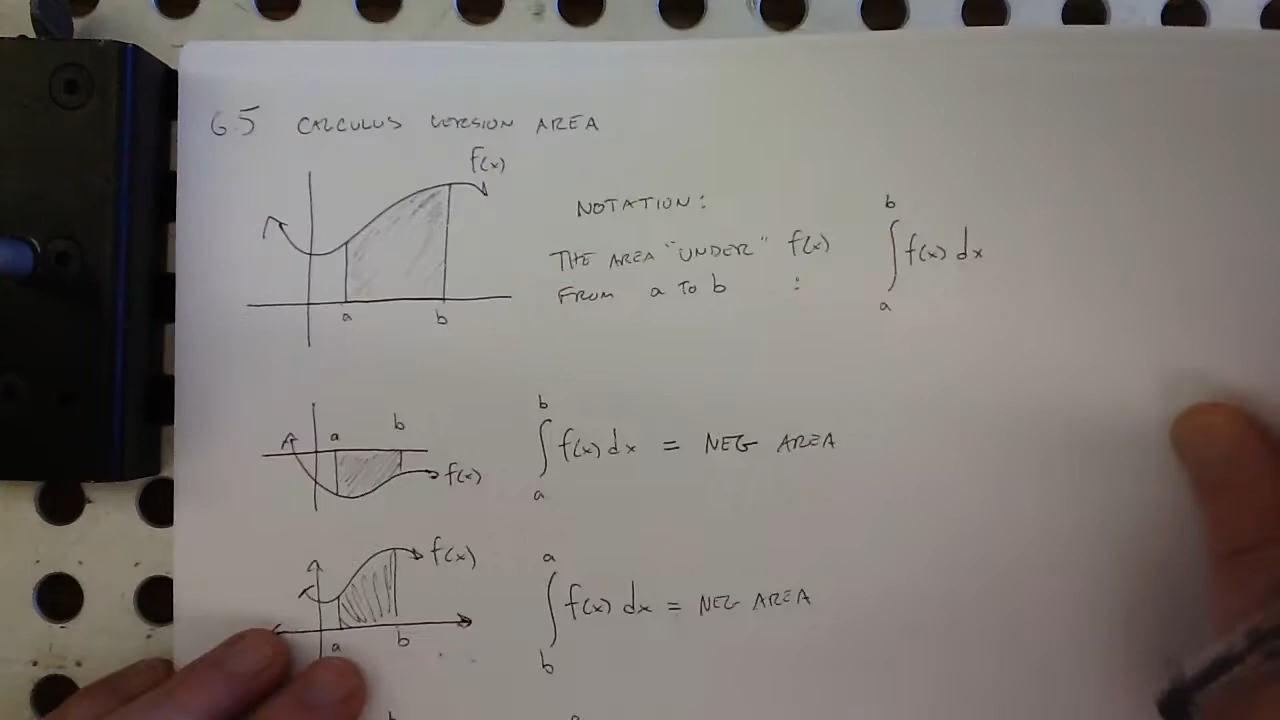 6.5 CALCULUS VERSION AREA
f(x)
a b
NOTATION:
THE AREA "UNDER" f(x)
FROM a TO b :
b
∫ f(x) dx
a
a b
f(x)
b
∫ f(x) dx = NEG AREA
a
f(x)
a b
a
∫ f(x) dx = NEG AREA
b